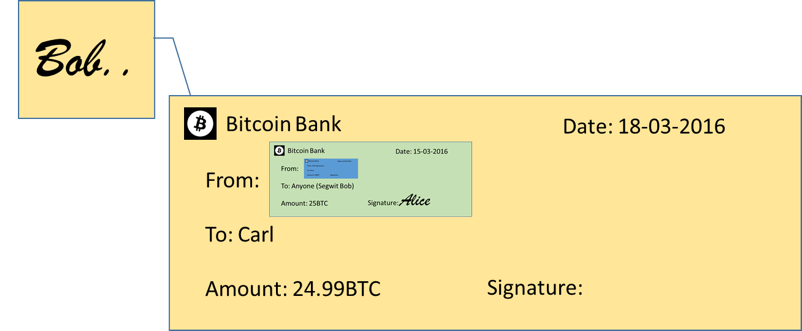 Bob. .
Bitcoin Bank
Date: 18-03-2016
From:
Bitcoin Bank
Date: 15-03-2016
From:
To: Anyone (Segwit Bob)
Amount: 25BTC
Signature: Alice
To: Carl
Amount: 24.99BTC
Signature: